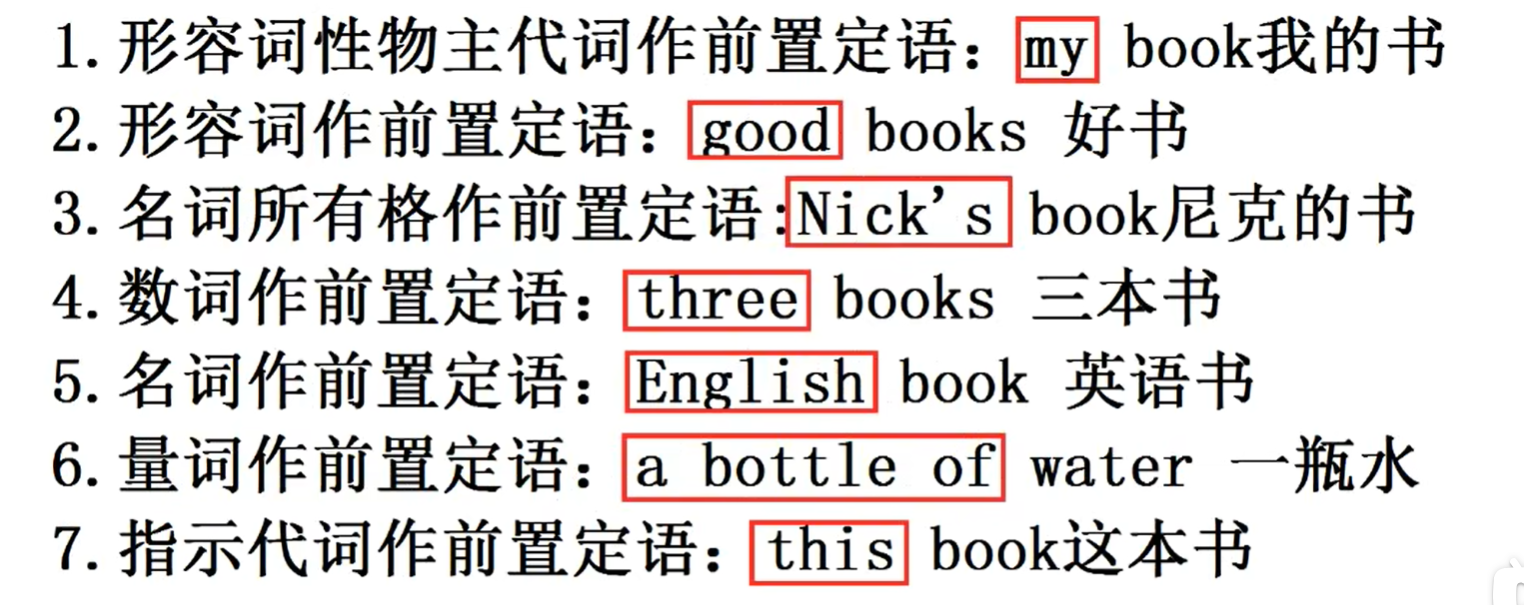 1. 形容词性物主代词作前置定语：my book我的书
2. 形容词作前置定语：good books 好书
3. 名词所有格作前置定语:Nick's book尼克的书
4. 数词作前置定语：three books 三本书
5. 名词作前置定语：English book 英语书
6. 量词作前置定语：a bottle of water 一瓶水
7. 指示代词作前置定语：this book这本书